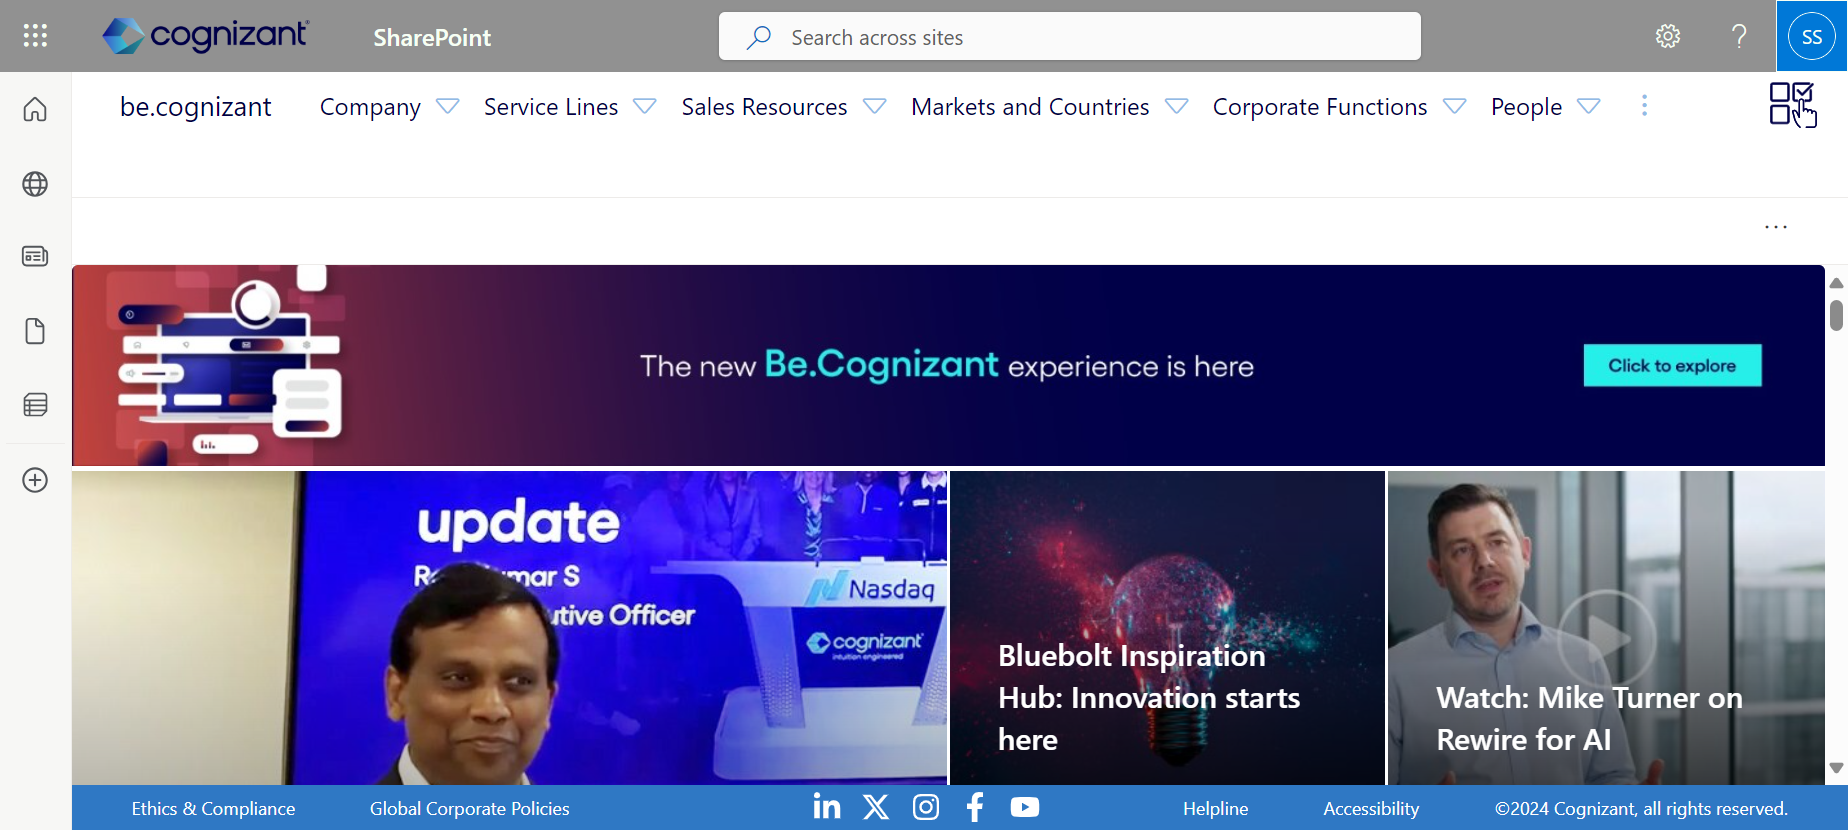 cognizant
SharePoint
Search across sites
SS
be.cognizant
Company
Service Lines
Sales Resources
Markets and Countries
Corporate Functions
People
The new Be.Cognizant experience is here
Click to explore
update
mar S
utive Officer
Nasdaq
cognizant
intuition engineered
Bluebolt Inspiration
Hub: Innovation starts
here
Watch: Mike Turner on
Rewire for AI
Ethics & Compliance
Global Corporate Policies
Helpline
Accessibility
©2024 Cognizant, all rights reserved.